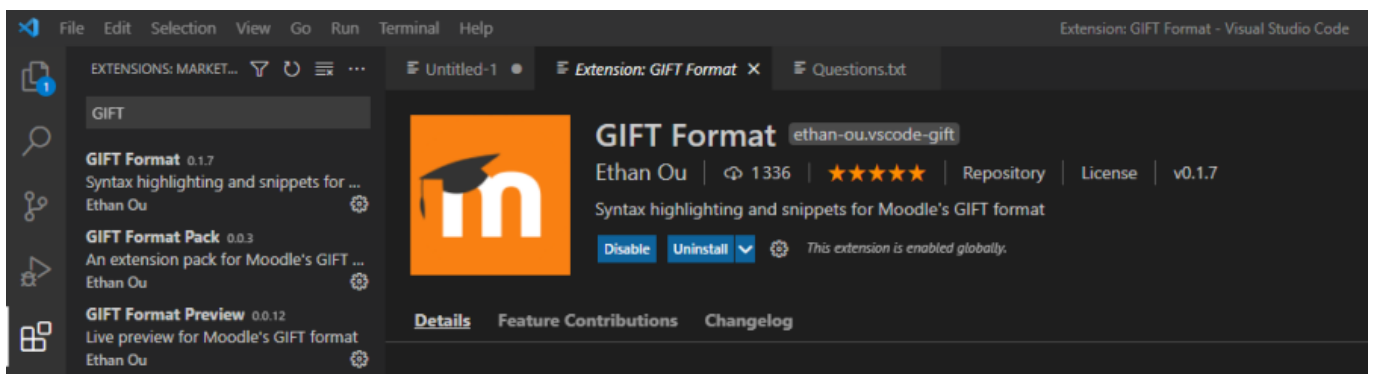 File Edit Selection View Go Run Terminal Help
Extension: GIFT Format - Visual Studio Code
1
EXTENSIONS: MARKET... ...
Untitled-1 Extension: GIFT Format Questions.txt
GIFT
GIFT Format 0.1.7
Syntax highlighting and snippets for ...
Ethan Ou
GIFT Format Pack 0.0.3
An extension pack for Moodle's GIFT ...
Ethan Ou
GIFT Format Preview 0.0.12
Live preview for Moodle's GIFT format
Ethan Ou
m
GIFT Format ethan-ou.vscode-gift
Ethan Ou 1336 Repository License v0.1.7
Syntax highlighting and snippets for Moodle's GIFT format
Disable Uninstall This extension is enabled globally.
Details Feature Contributions Changelog